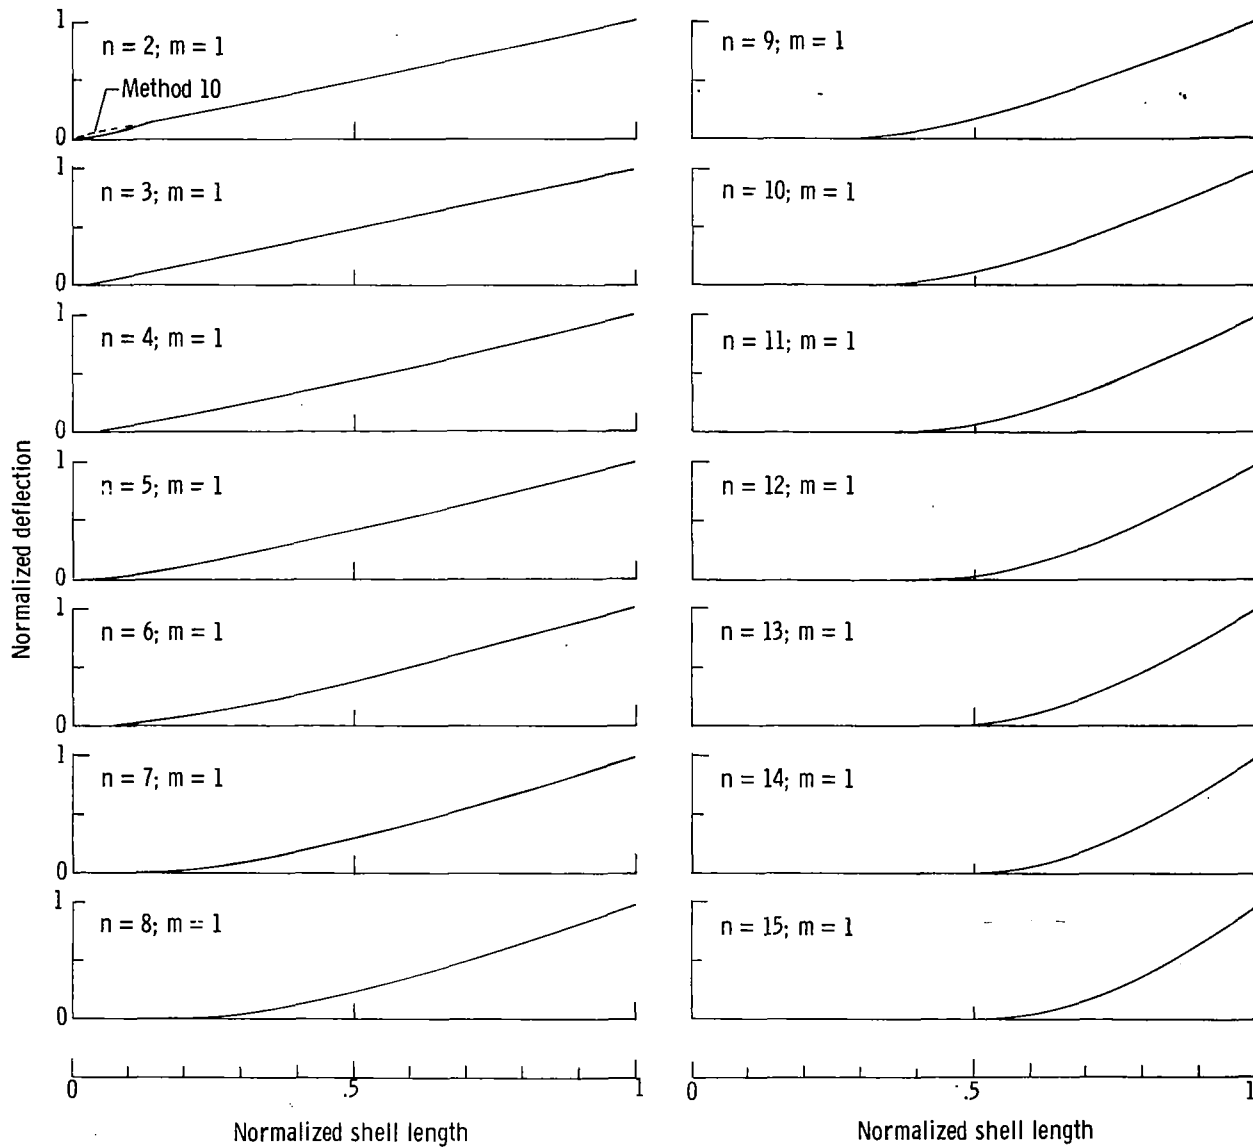 Normalized deflection
1
n = 2; m = 1
Method 10
0
1
n = 3; m = 1
0
1
n = 4; m = 1
0
1
n = 5; m = 1
0
1
n = 6; m = 1
0
1
n = 7; m = 1
0
1
n = 8; m = 1
0
0 .5 1
Normalized shell length
n = 9; m = 1
n = 10; m = 1
n = 11; m = 1
n = 12; m = 1
n = 13; m = 1
n = 14; m = 1
n = 15; m = 1
0 .5 1
Normalized shell length